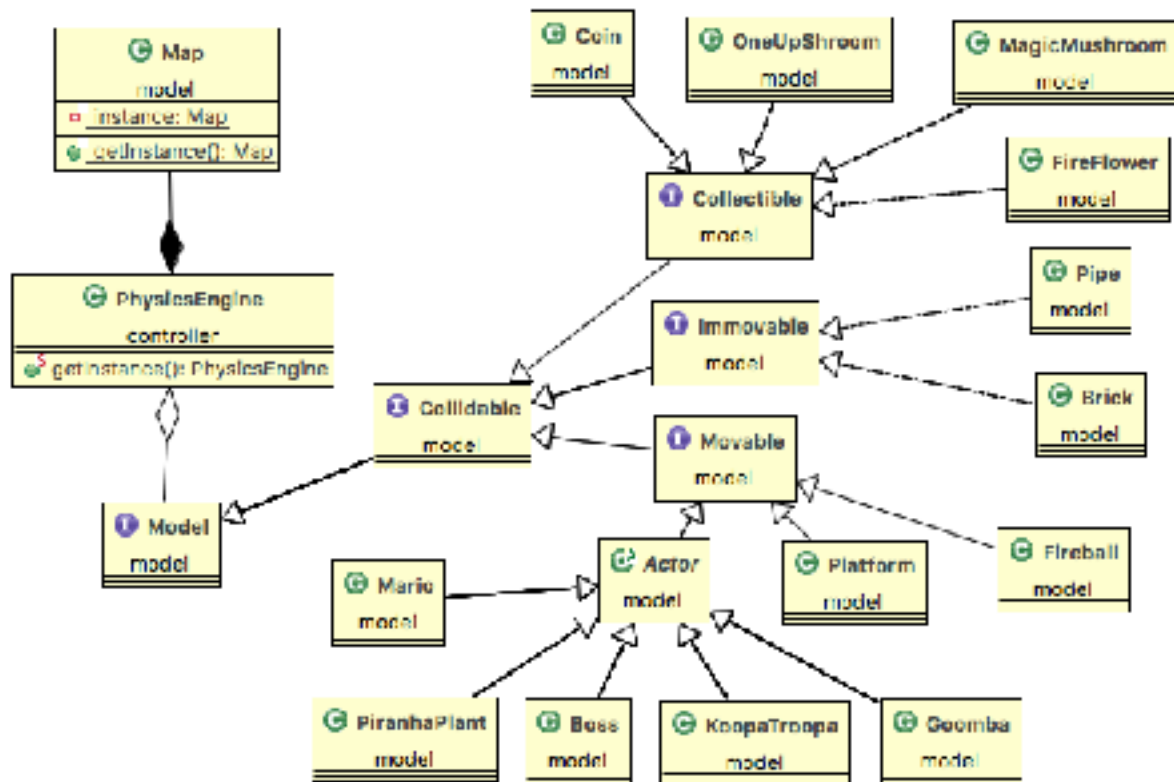 Map
model
instance: Map
getInstance(): Map
PhysicsEngine
controller
getInstance(): PhysicsEngine
Model
model
Coin
model
OneUpShroom
model
MagicMushroom
model
FireFlower
model
Collectible
model
Pipe
model
Immovable
model
Brick
model
Collidable
model
Movable
model
Fireball
model
Platform
model
Actor
model
Mario
model
PiranhaPlant
model
Boss
model
KoopaTroopa
model
Goomba
model